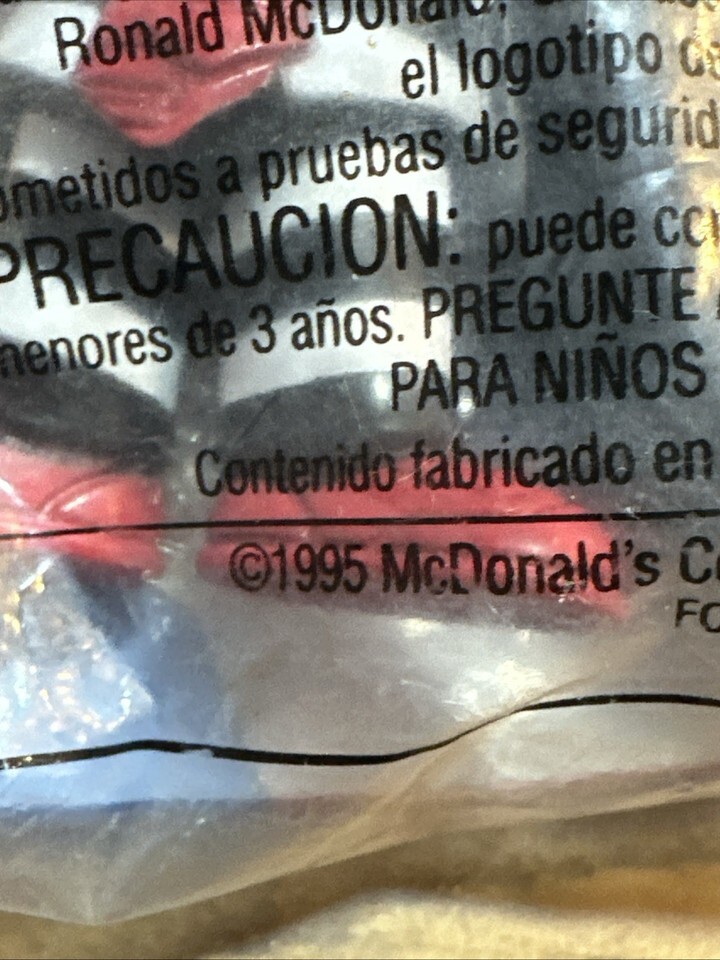 Ronald McDonald,
el logotipo
ometidos a pruebas de segurid
PRECAUCION: puede
menores de 3 años. PREGUNTE
PARA NIÑOS
Contenido fabricado en
©1995 McDonald's C
FO